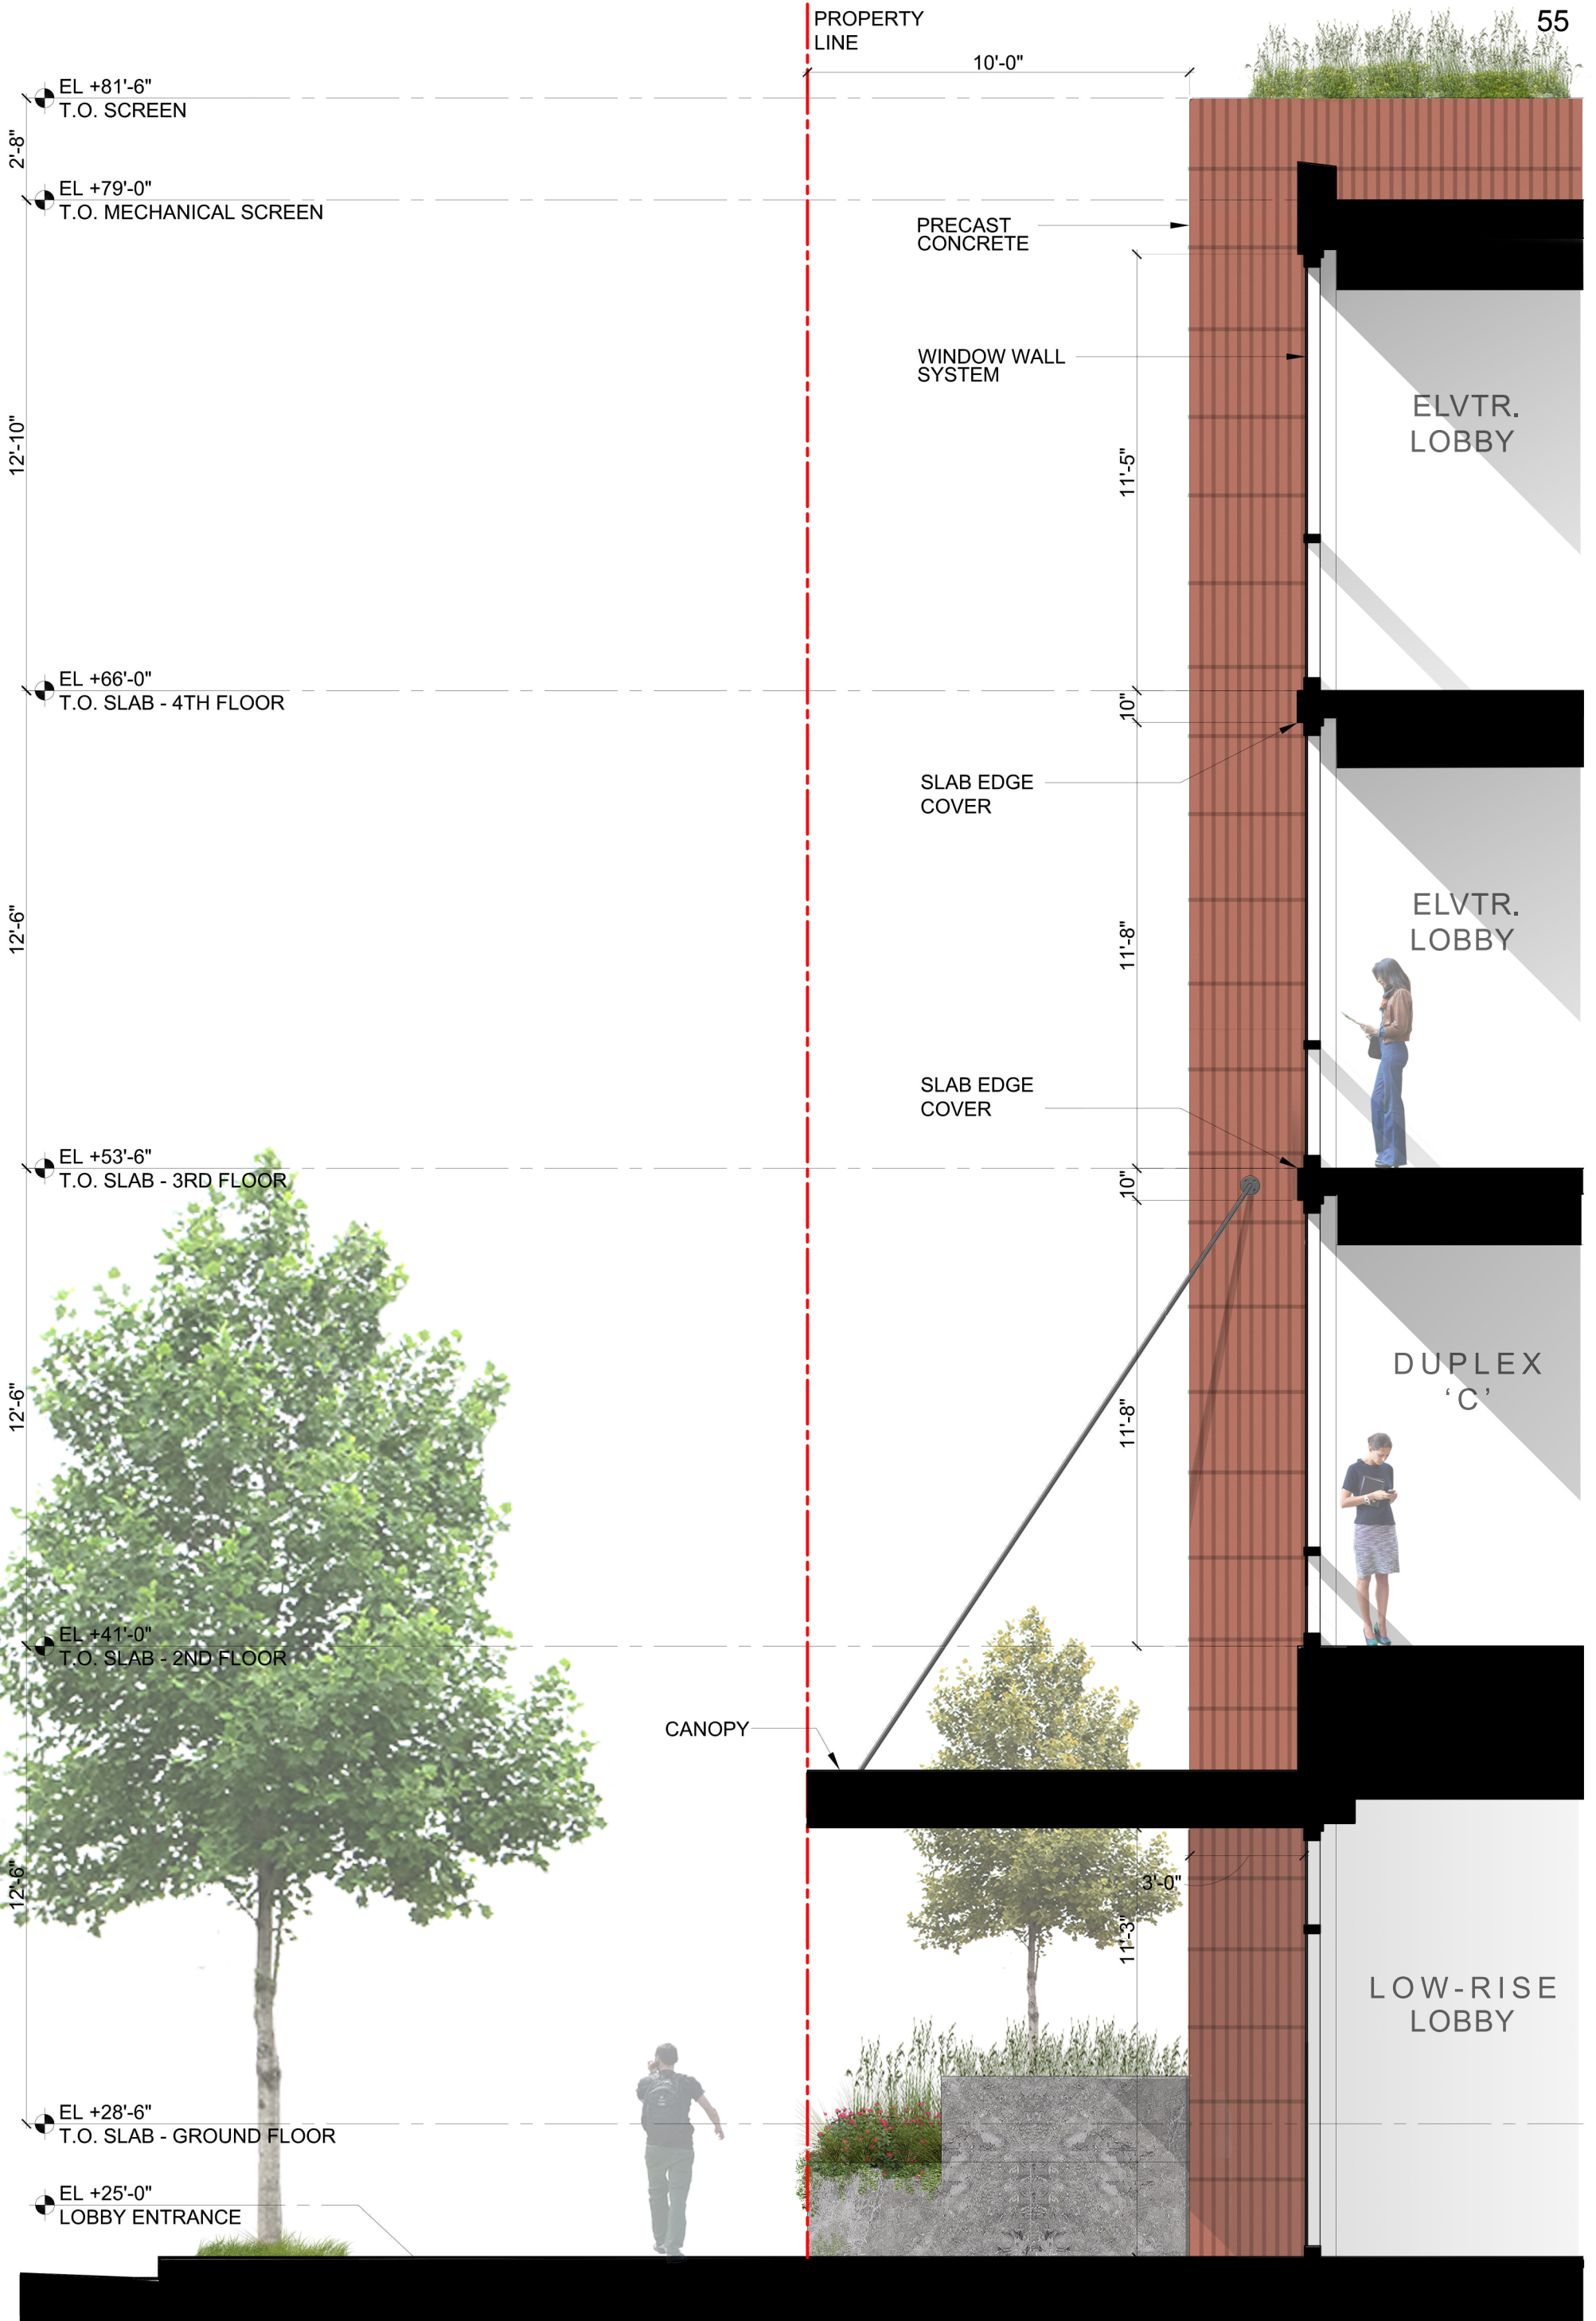 PROPERTY
LINE
55
10'-0"
EL +81'-6"
T.O. SCREEN
2'-8"
EL +79'-0"
T.O. MECHANICAL SCREEN
PRECAST
CONCRETE
WINDOW WALL
SYSTEM
ELVTR.
LOBBY
12'-10"
11'-5"
EL +66'-0"
T.O. SLAB - 4TH FLOOR
10"
SLAB EDGE
COVER
ELVTR.
LOBBY
12'-6"
11'-8"
SLAB EDGE
COVER
EL +53'-6"
T.O. SLAB - 3RD FLOOR
10"
DUPLEX
‘C’
12'-6"
11'-8"
EL +41'-0"
T.O. SLAB - 2ND FLOOR
CANOPY
12'-6"
3'-0"
11'-3"
LOW-RISE
LOBBY
EL +28'-6"
T.O. SLAB - GROUND FLOOR
EL +25'-0"
LOBBY ENTRANCE